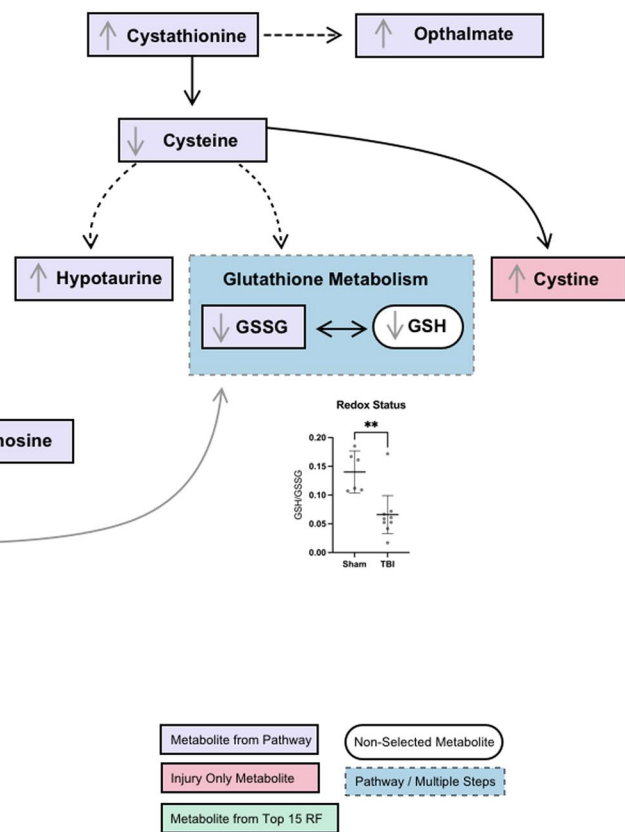 Cystathionine
Opthalmate
Cysteine
Hypotaurine
Glutathione Metabolism
Cystine
GSSG
GSH
Redox Status
**
nosine
0.20
0.15
0.10
0.05
0.00
GSH/GSSG
Sham TBI
Metabolite from Pathway
Non-Selected Metabolite
Injury Only Metabolite
Pathway / Multiple Steps
Metabolite from Top 15 RF